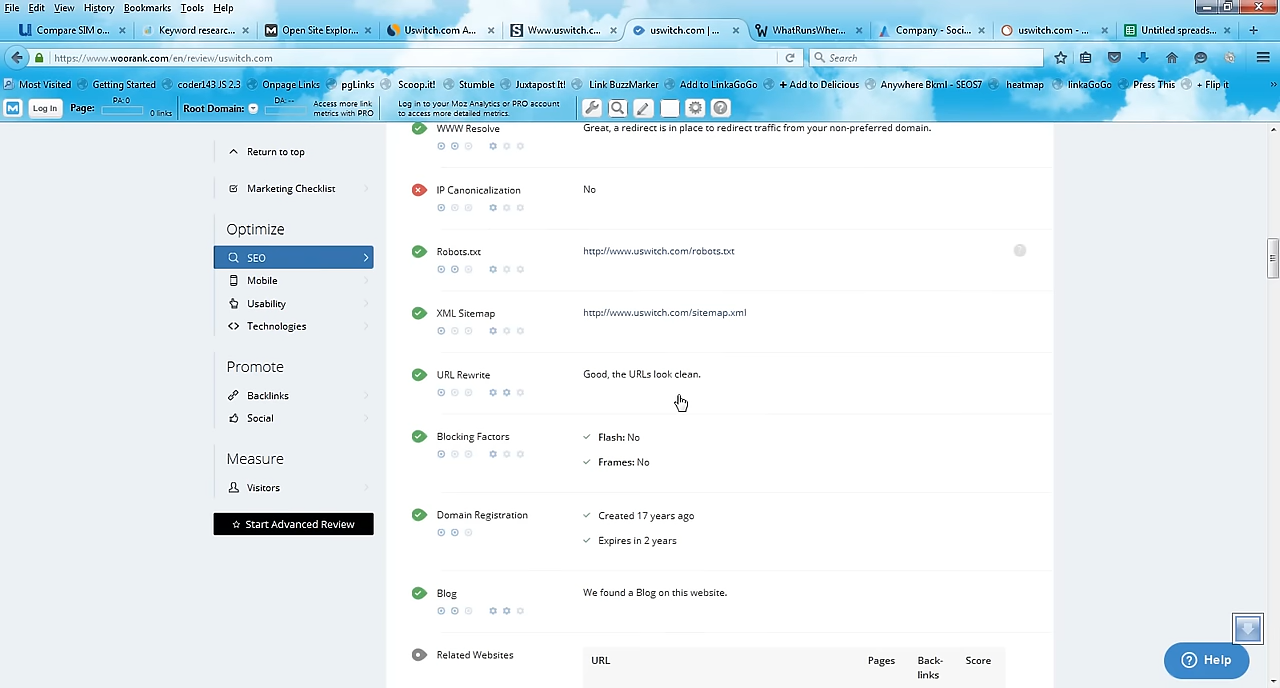 File Edit View History Bookmarks Tools Help
Compare SIM o... Keyword researc... Open Site Explor... Uswitch.com A... Www.uswitch.c... uswitch.com | ... WhatRunsWher... Company - Soci... uswitch.com - ... Untitled spreads...
https://www.woorank.com/en/review/uswitch.com Search
Most Visited Getting Started coder143 JS 2.3 Onpage Links pgLinks Scoop.it! Stumble Juxtapost It! Link BuzzMarker Add to LinkaGoGo + Add to Delicious Anywhere Bkml - SEOS7 heatmap linkaGoGo Press This + Flip it
Log In Page: DA: 0 0 links Root Domain: DA: -- Access more link metrics with PRO Log in to your Moz Analytics or PRO account to access more detailed metrics.
WWW Resolve Great, a redirect is in place to redirect traffic from your non-preferred domain.
Return to top
Marketing Checklist
IP Canonicalization No
Optimize
SEO
Robots.txt http://www.uswitch.com/robots.txt
Mobile
Usability
XML Sitemap http://www.uswitch.com/sitemap.xml
Technologies
Promote
URL Rewrite Good, the URLs look clean.
Backlinks
Social
Blocking Factors Flash: No
Frames: No
Measure
Visitors
Domain Registration Created 17 years ago
Start Advanced Review
Expires in 2 years
Blog We found a Blog on this website.
Related Websites URL Pages Back-links Score
Help